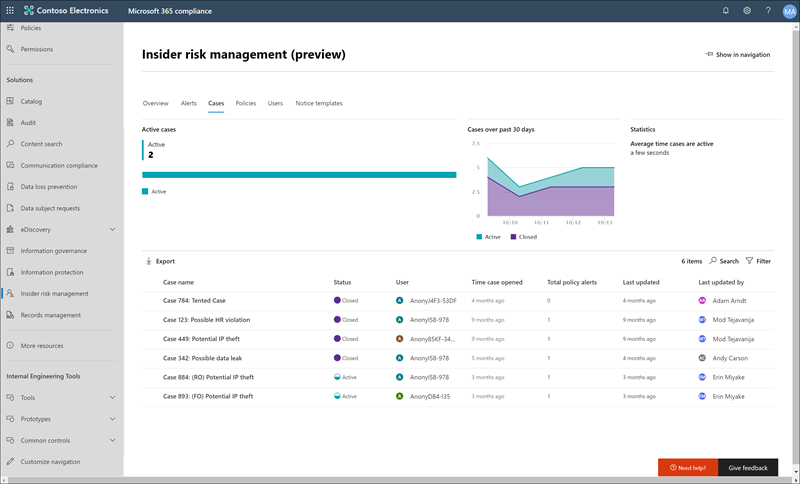 Contoso Electronics Microsoft 365 compliance MA
Policies
Permissions
Solutions
Catalog
Audit
Content search
Communication compliance
Data loss prevention
Data subject requests
eDiscovery
Information governance
Information protection
Insider risk management
Records management
More resources
Internal Engineering Tools
Tools
Prototypes
Common controls
Customize navigation
Insider risk management (preview) Show in navigation
Overview Alerts Cases Policies Users Notice templates
Active cases
Active
2
Active
Cases over past 30 days
7.5
5
2.5
0
10/10 10/11 10/12 10/13
Active Closed
Statistics
Average time cases are active
a few seconds
Export 6 items Search Filter
Case name Status User Time case opened Total policy alerts Last updated Last updated by
Case 784: Tented Case Closed A AnonyJ4F3-53DF 4 months ago 0 4 months ago AA Adam Arndt
Case 123: Possible HR violation Closed A AnonyIS8-978 9 months ago 1 9 months ago MT Mod Tejavanija
Case 449: Potential IP theft Closed A Anony85KF-34... 9 months ago 1 9 months ago MT Mod Tejavanija
Case 342: Possible data leak Closed A AnonyIS8-978 5 months ago 1 4 months ago AC Andy Carson
Case 884: (RO) Potential IP theft Active A AnonyIS8-978 3 months ago 1 3 months ago EM Erin Miyake
Case 893: (FO) Potential IP theft Active A AnonyDB4-I35 3 months ago 1 3 months ago EM Erin Miyake
Need help? Give feedback